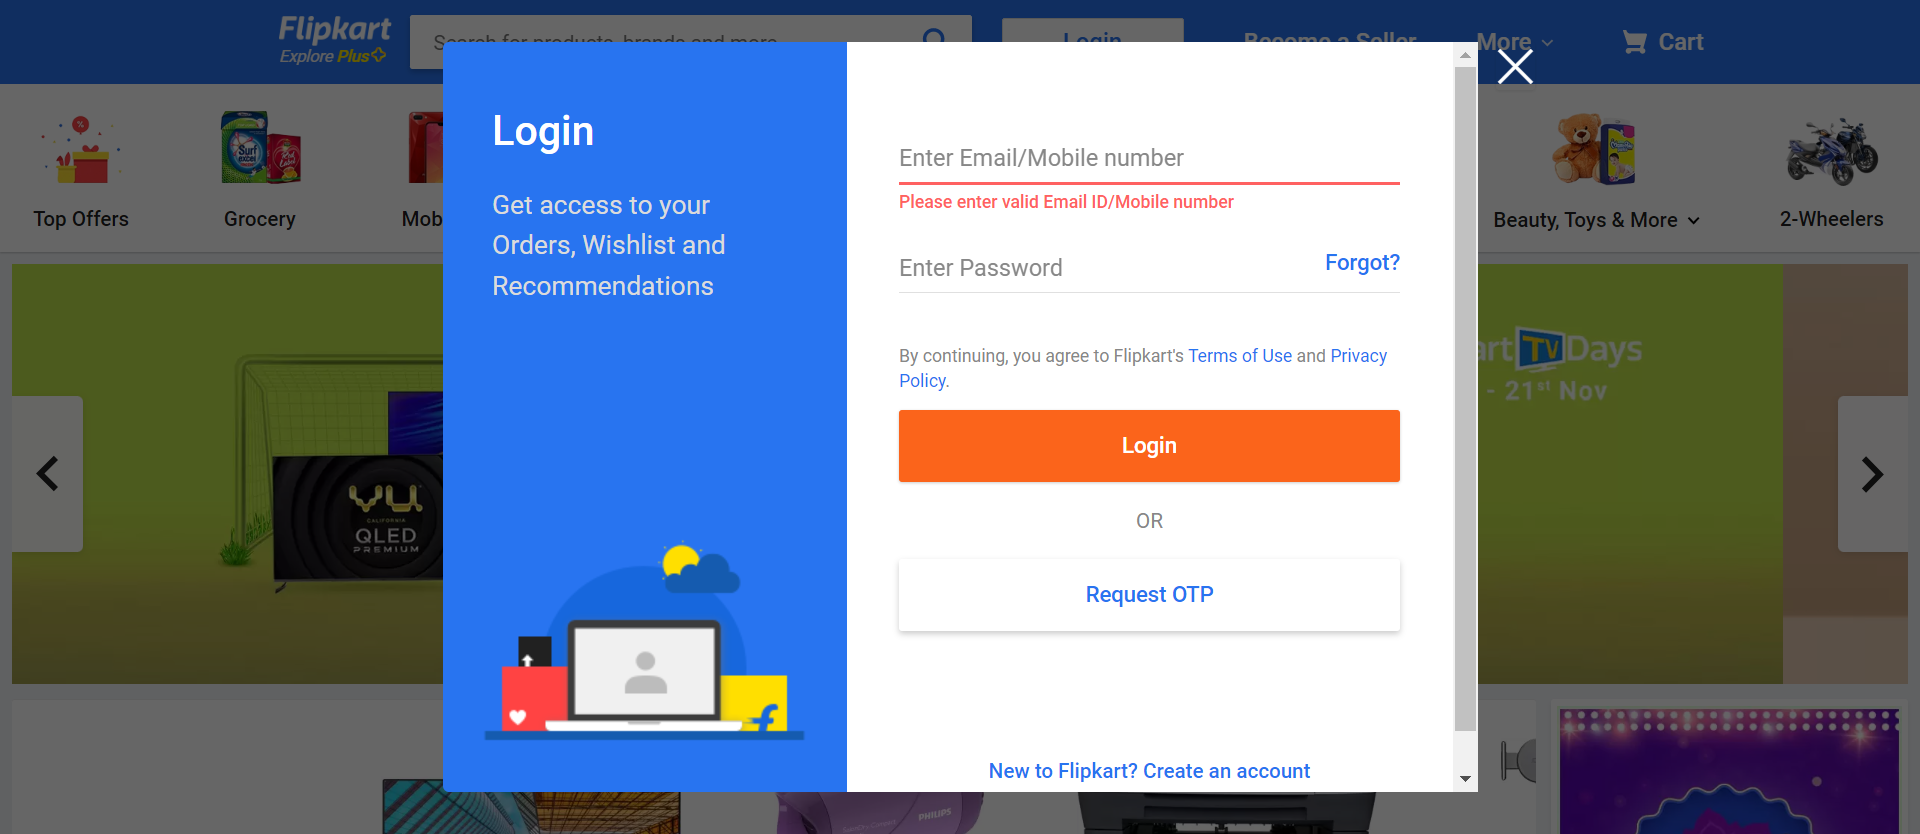 Flipkart
Explore Plus
Search for products, brands and more
Login
Become a Seller
More
Cart
Top Offers
Grocery
Mob
Beauty, Toys & More
2-Wheelers
Login
Get access to your
Orders, Wishlist and
Recommendations
Enter Email/Mobile number
Please enter valid Email ID/Mobile number
Enter Password
Forgot?
By continuing, you agree to Flipkart's Terms of Use and Privacy
Policy.
Login
OR
Request OTP
New to Flipkart? Create an account
Surf excel
VU
CALIFORNIA
QLED
PREMIUM
art TV Days
- 21st Nov
PHILIPS